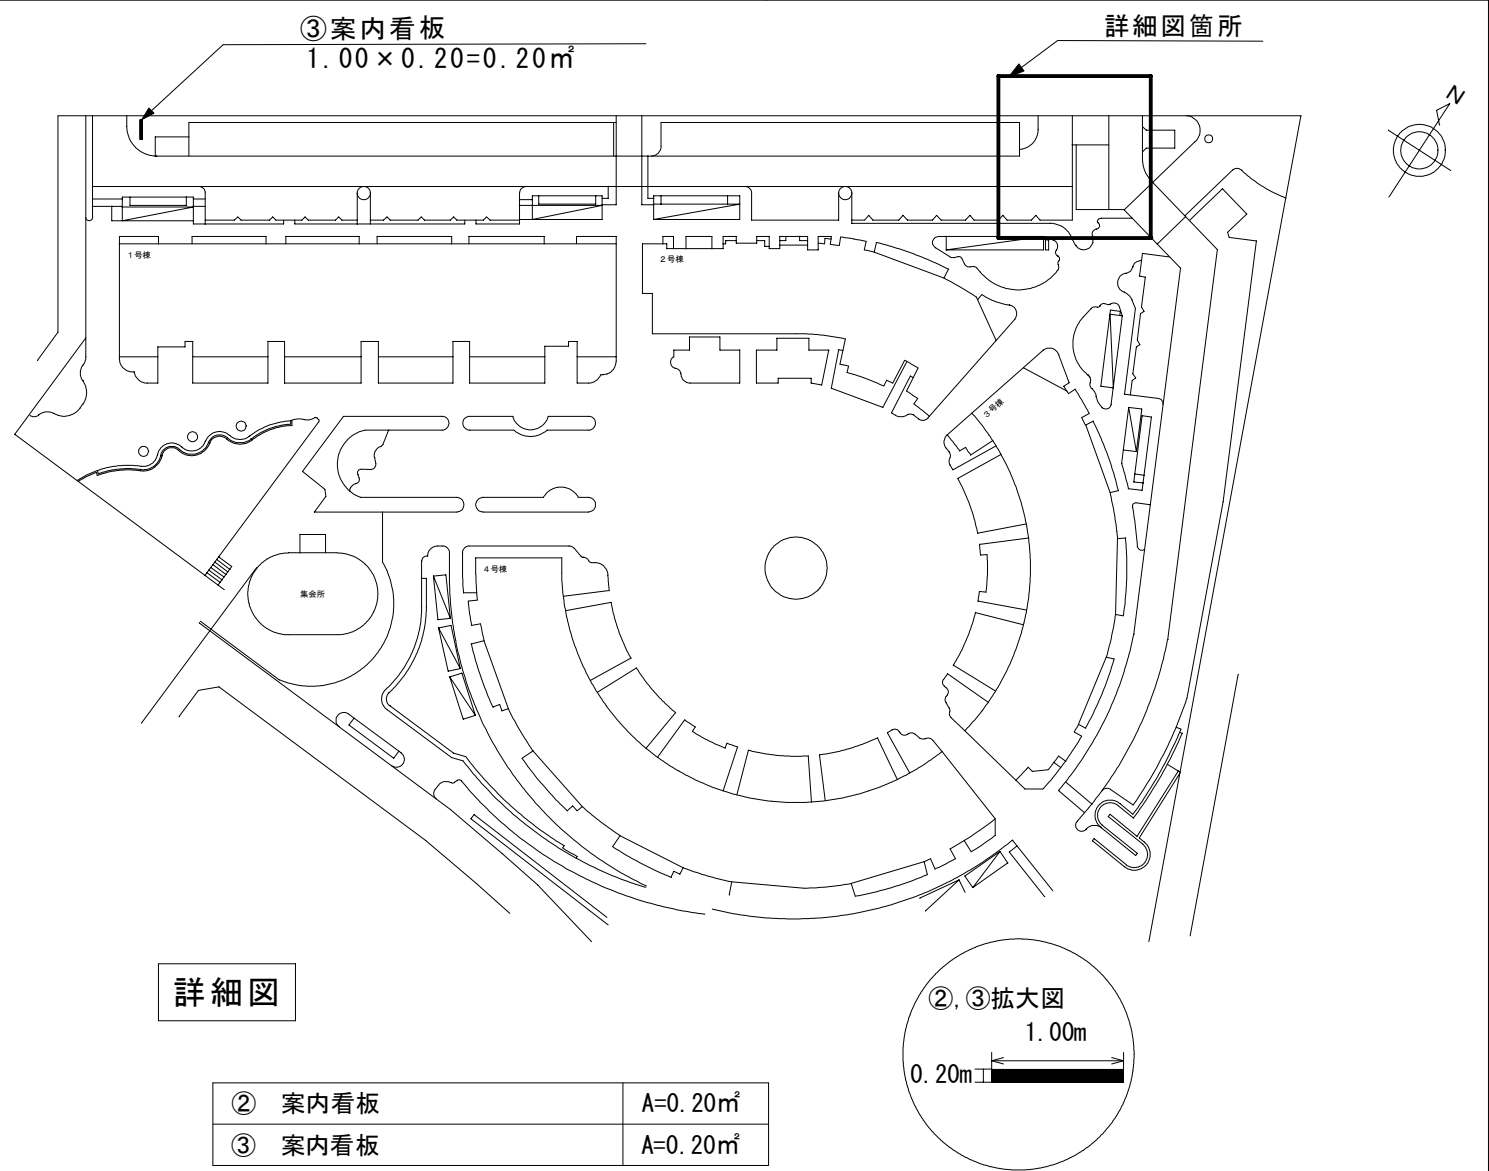 ③案内看板
1.00×0.20=0.20㎡
詳細図箇所
N
1号棟
2号棟
3号棟
4号棟
集会所
詳細図
②,③拡大図
1.00m
0.20m
② 案内看板 A=0.20㎡
③ 案内看板 A=0.20㎡